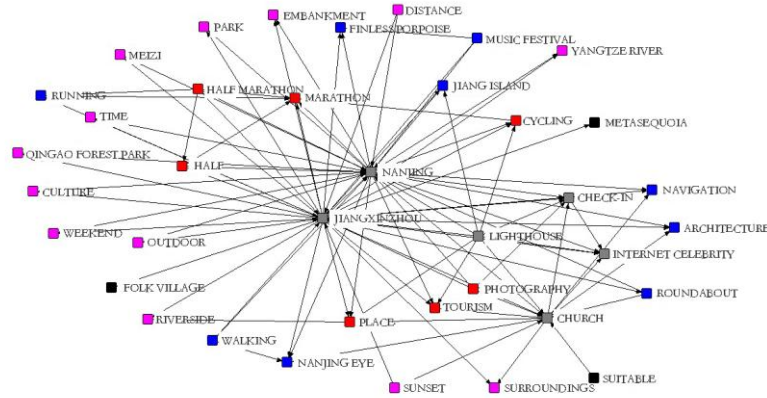 EMBANKMENT
DISTANCE
PARK
FINLESS PORPOISE
MUSIC FESTIVAL
YANGTZE RIVER
MEIZI
RUNNING
HALF MARATHON
MARATHON
JIANG ISLAND
TIME
CYCLING
METASEQUOIA
QINGAO FOREST PARK
HALF
NANJING
CULTURE
CHECK-IN
NAVIGATION
JIANGXINZHOU
WEEKEND
OUTDOOR
LIGHTHOUSE
ARCHITECTURE
INTERNET CELEBRITY
FOLK VILLAGE
PHOTOGRAPHY
ROUNDABOUT
TOURISM
RIVERSIDE
PLACE
CHURCH
WALKING
NANJING EYE
SUNSET
SURROUNDINGS
SUITABLE